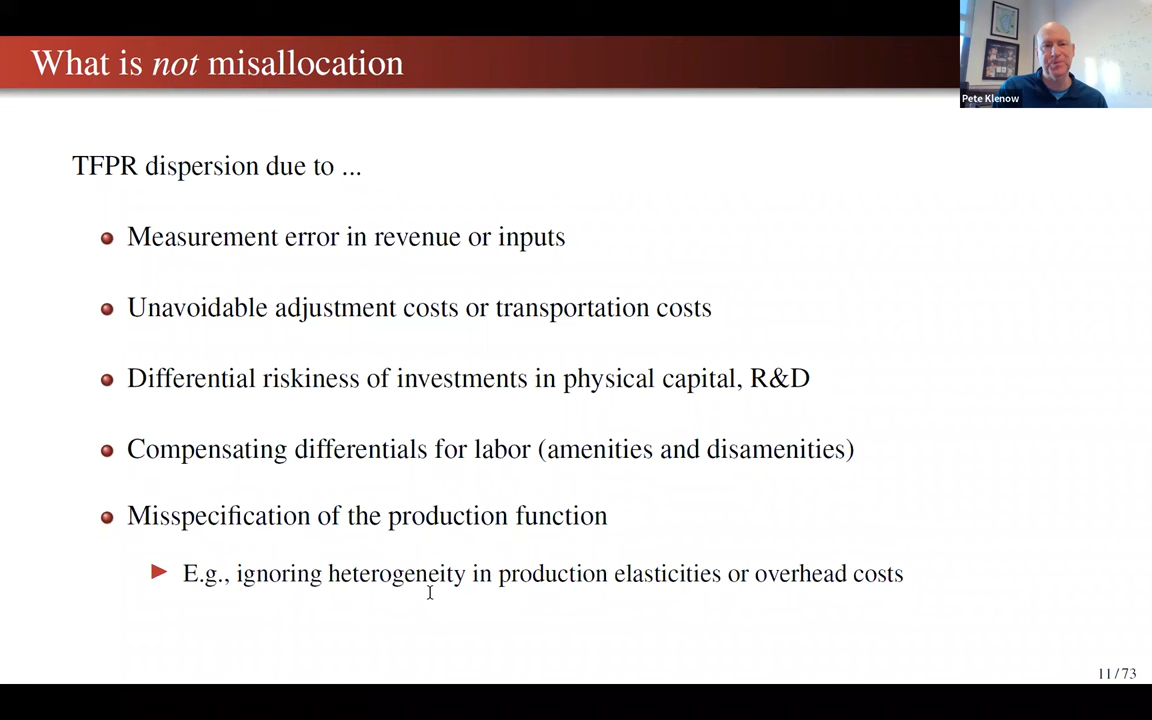 What is not misallocation
Pete Klenow
TFPR dispersion due to ...
Measurement error in revenue or inputs
Unavoidable adjustment costs or transportation costs
Differential riskiness of investments in physical capital, R&D
Compensating differentials for labor (amenities and disamenities)
Misspecification of the production function
E.g., ignoring heterogeneity in production elasticities or overhead costs
11/73